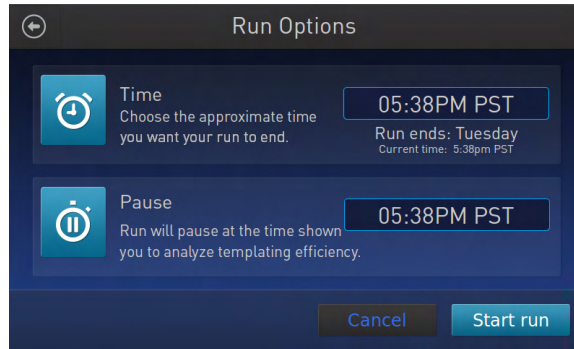 Run Options
Time
Choose the approximate time
you want your run to end.
05:38PM PST
Run ends: Tuesday
Current time: 5:38pm PST
Pause
Run will pause at the time shown
you to analyze templating efficiency.
05:38PM PST
Cancel
Start run